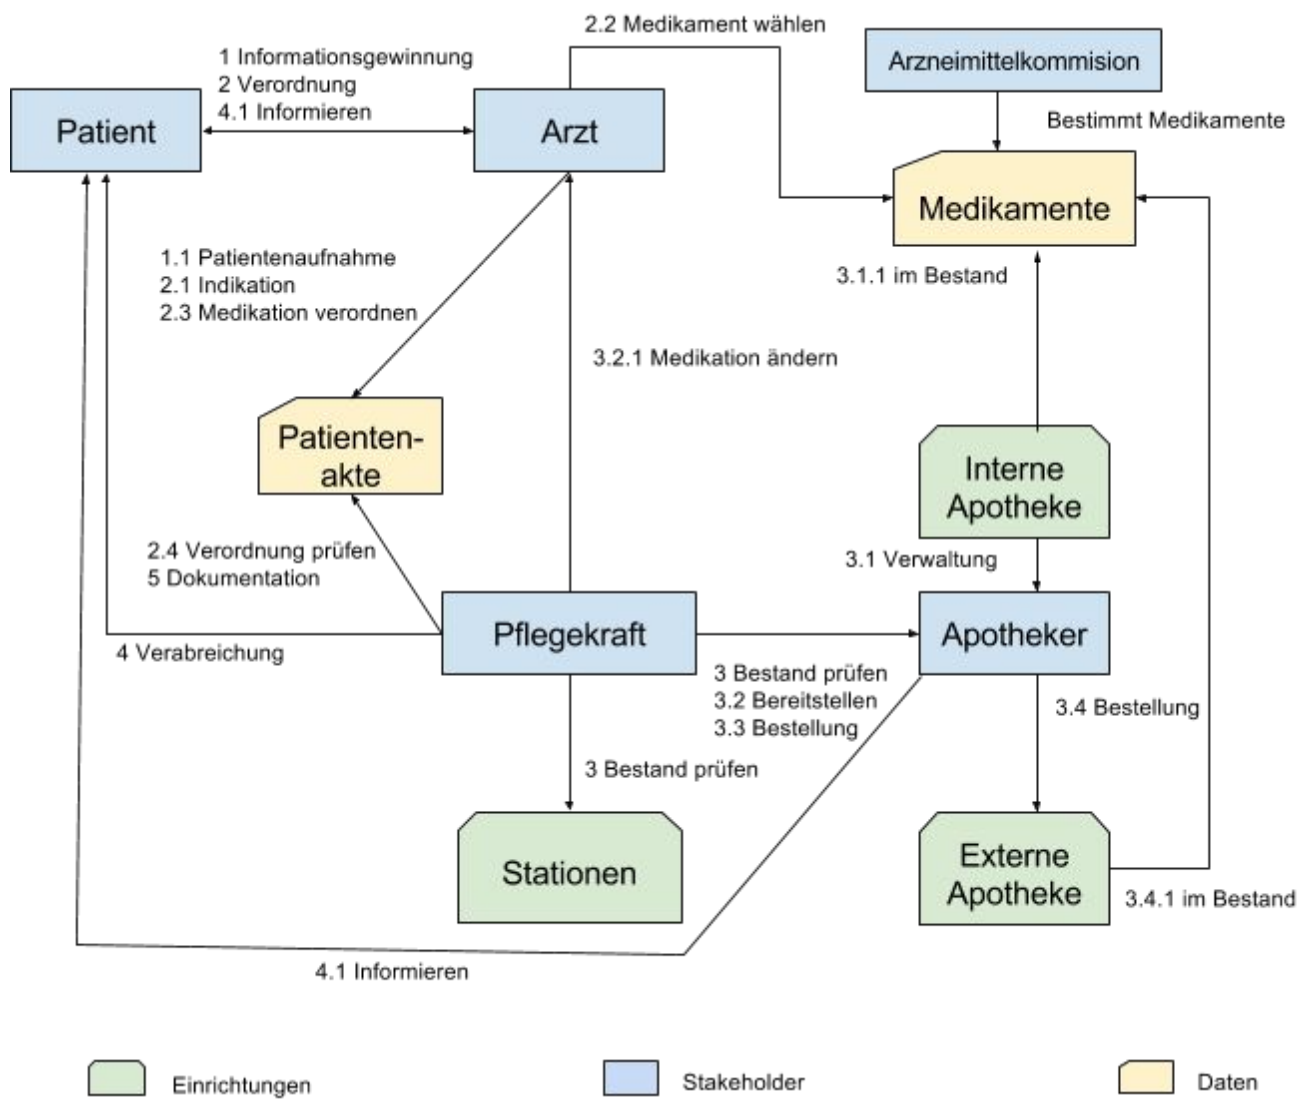 2.2 Medikament wählen
1 Informationsgewinnung
2 Verordnung
4.1 Informieren
Arzneimittelkommision
Patient
Arzt
Bestimmt Medikamente
Medikamente
1.1 Patientenaufnahme
2.1 Indikation
2.3 Medikation verordnen
3.1.1 im Bestand
3.2.1 Medikation ändern
Patienten-
akte
Interne
Apotheke
2.4 Verordnung prüfen
5 Dokumentation
3.1 Verwaltung
Pflegekraft
Apotheker
4 Verabreichung
3 Bestand prüfen
3.2 Bereitstellen
3.3 Bestellung
3.4 Bestellung
3 Bestand prüfen
Stationen
Externe
Apotheke
3.4.1 im Bestand
4.1 Informieren
Einrichtungen
Stakeholder
Daten